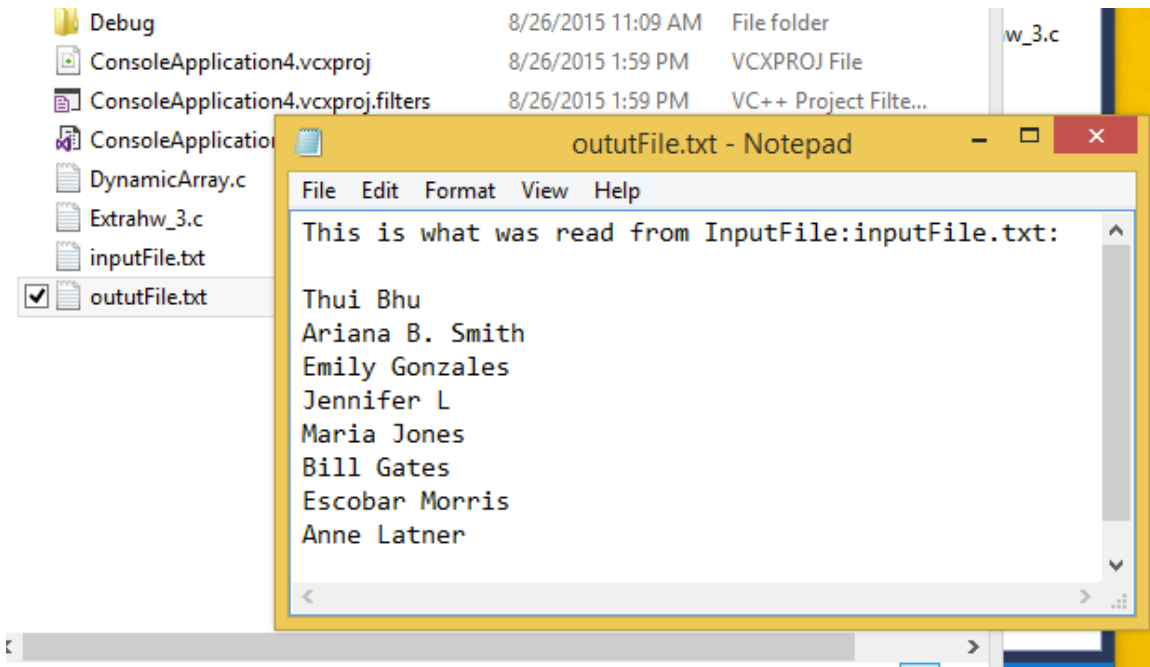 Debug 8/26/2015 11:09 AM File folder
ConsoleApplication4.vcxproj 8/26/2015 1:59 PM VCXPROJ File
ConsoleApplication4.vcxproj.filters 8/26/2015 1:59 PM VC++ Project Filte...
ConsoleApplication
DynamicArray.c
Extrahw_3.c
inputFile.txt
oututFile.txt
w_3.c
oututFile.txt - Notepad
File Edit Format View Help
This is what was read from InputFile:inputFile.txt:
Thui Bhu
Ariana B. Smith
Emily Gonzales
Jennifer L
Maria Jones
Bill Gates
Escobar Morris
Anne Latner